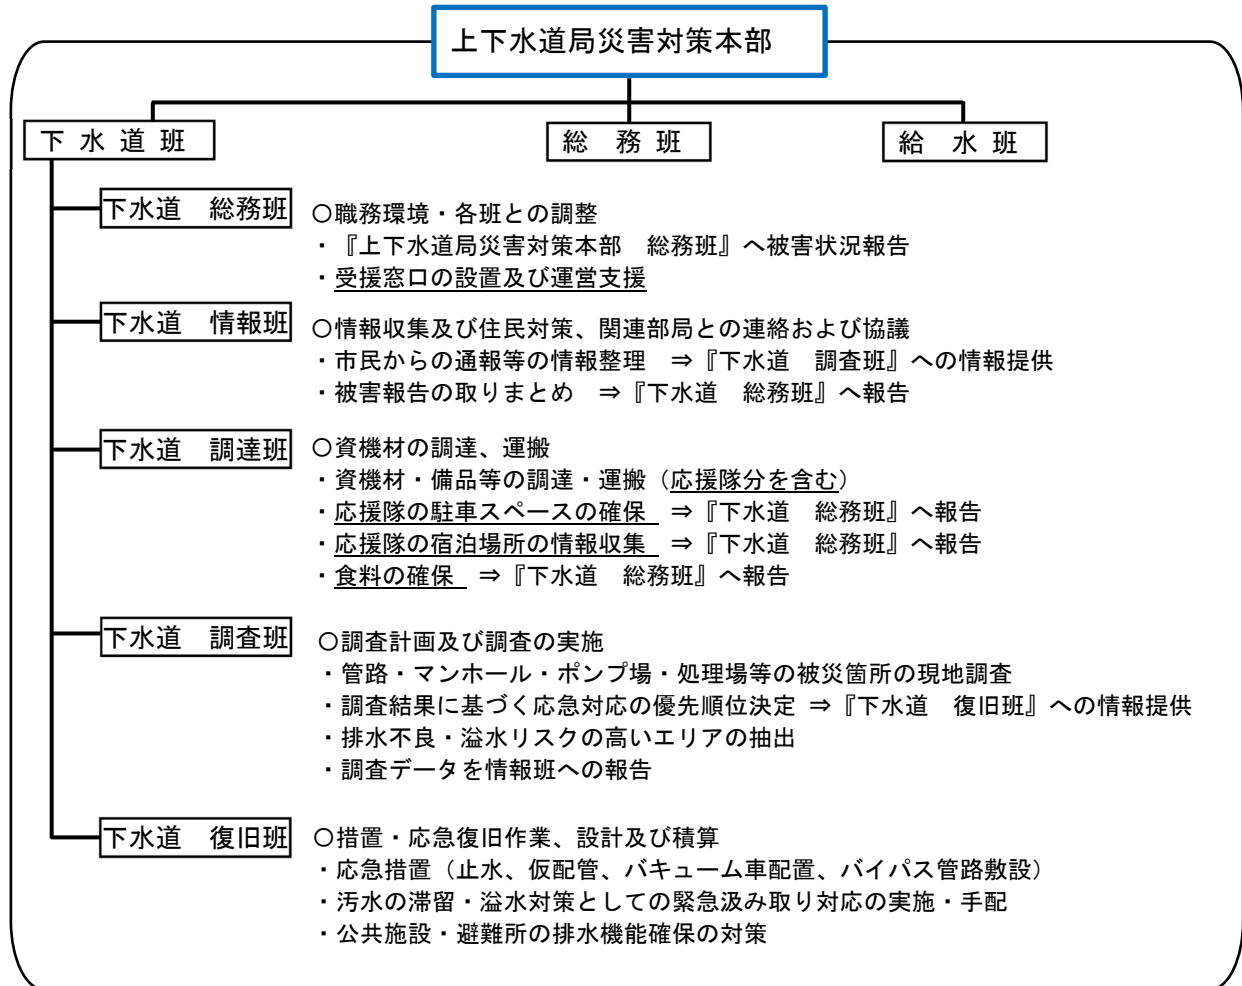 上下水道局災害対策本部
下 水 道 班
総 務 班
給 水 班
下水道 総務班
〇職務環境・各班との調整
・『上下水道局災害対策本部 総務班』へ被害状況報告
・受援窓口の設置及び運営支援
下水道 情報班
〇情報収集及び住民対策、関連部局との連絡および協議
・市民からの通報等の情報整理 ⇒『下水道 調査班』への情報提供
・被害報告の取りまとめ ⇒『下水道 総務班』へ報告
下水道 調達班
〇資機材の調達、運搬
・資機材・備品等の調達・運搬（応援隊分を含む）
・応援隊の駐車スペースの確保 ⇒『下水道 総務班』へ報告
・応援隊の宿泊場所の情報収集 ⇒『下水道 総務班』へ報告
・食料の確保 ⇒『下水道 総務班』へ報告
下水道 調査班
〇調査計画及び調査の実施
・管路・マンホール・ポンプ場・処理場等の被災箇所の現地調査
・調査結果に基づく応急対応の優先順位決定 ⇒『下水道 復旧班』への情報提供
・排水不良・溢水リスクの高いエリアの抽出
・調査データを情報班への報告
下水道 復旧班
〇措置・応急復旧作業、設計及び積算
・応急措置（止水、仮配管、バキューム車配置、バイパス管路敷設）
・汚水の滞留・溢水対策としての緊急汲み取り対応の実施・手配
・公共施設・避難所の排水機能確保の対策